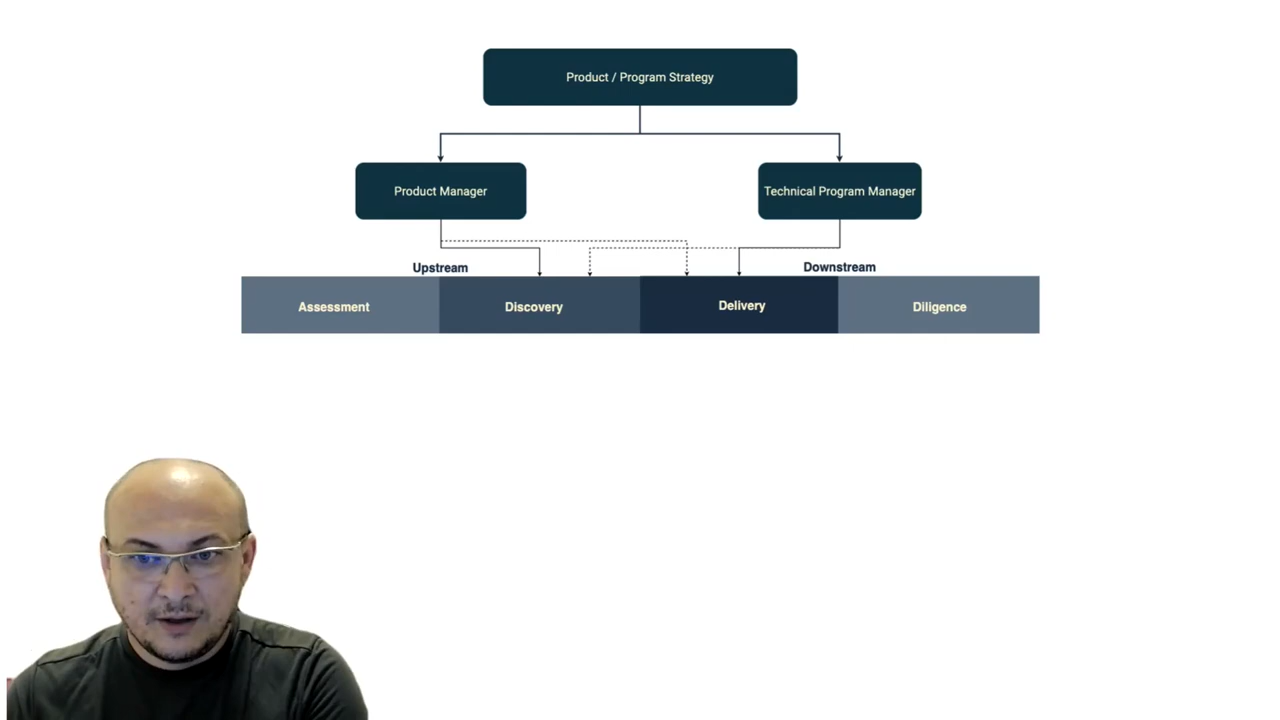 Product / Program Strategy
Product Manager
Technical Program Manager
Upstream
Downstream
Assessment
Discovery
Delivery
Diligence